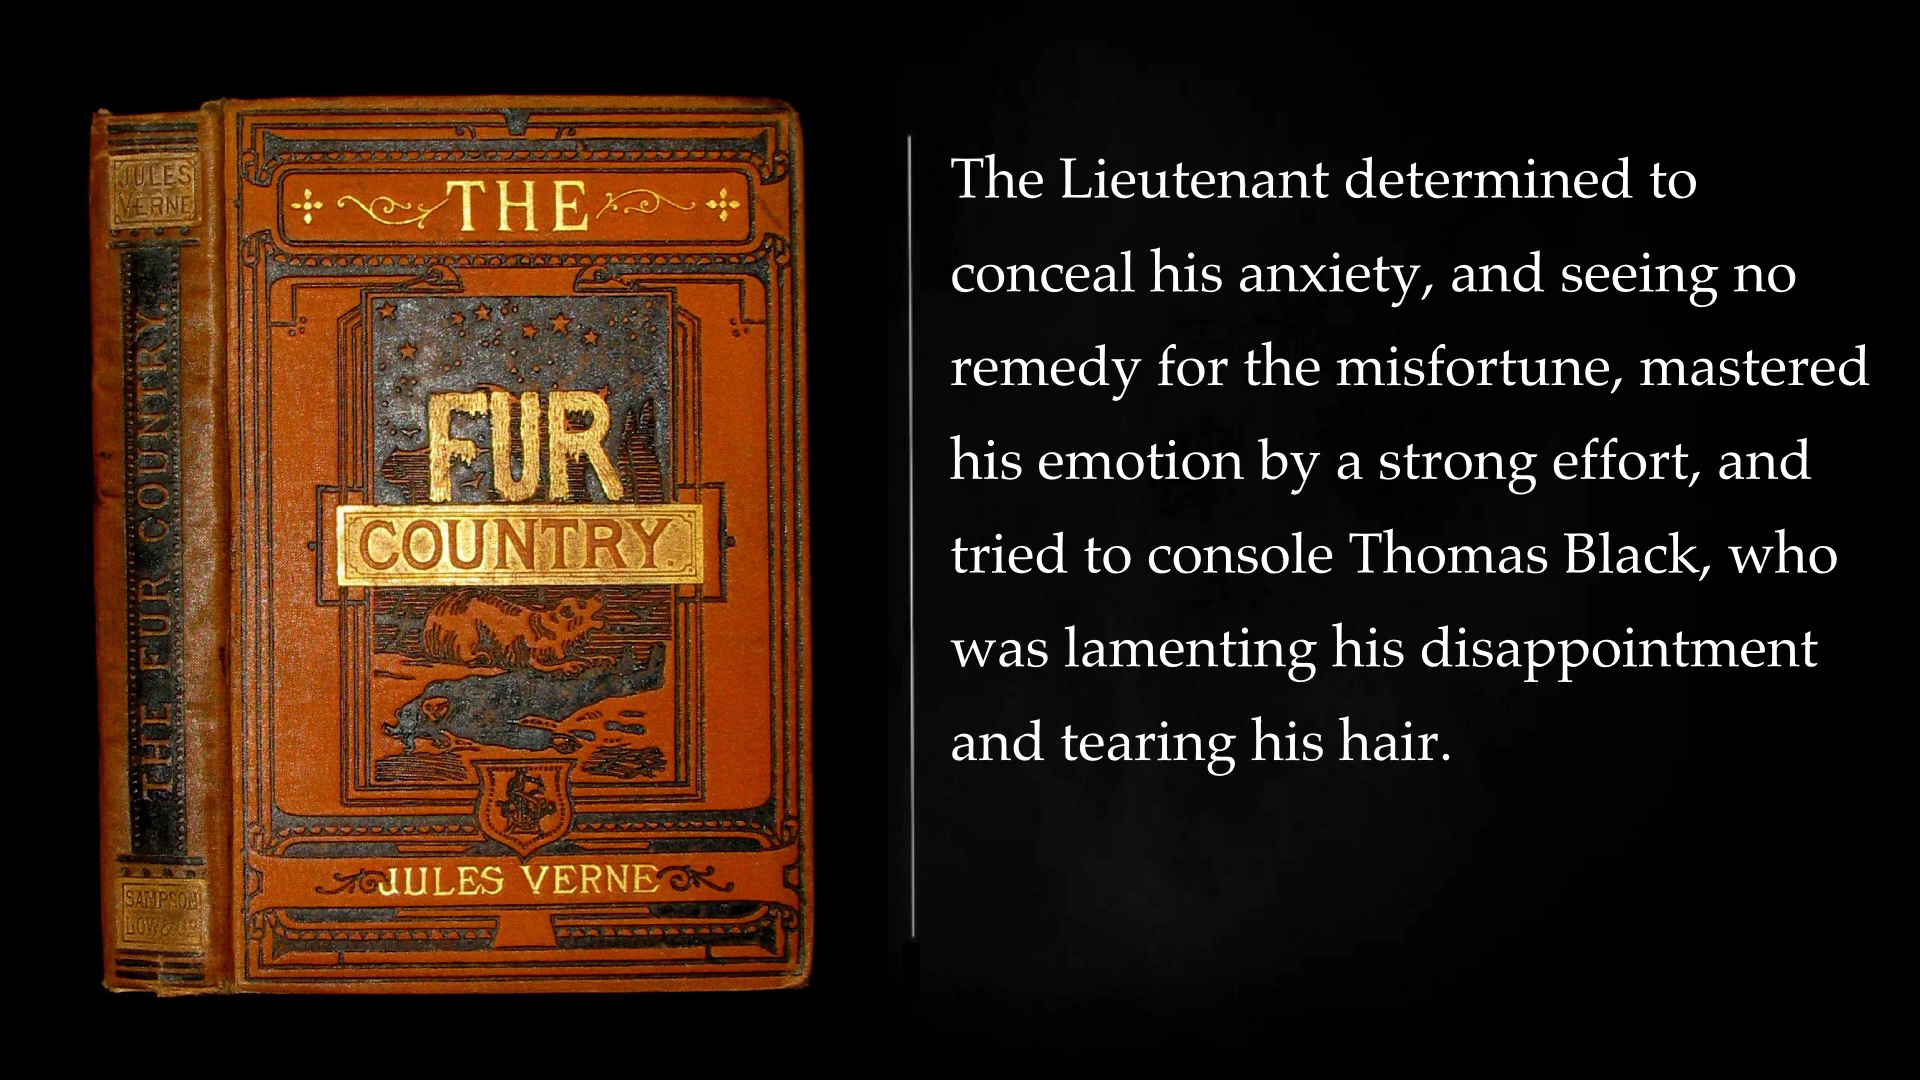 JULES
VERNE
THE FUR COUNTRY.
SAMPSON
LOW & Co
THE
FUR
COUNTRY.
JULES VERNE
The Lieutenant determined to
conceal his anxiety, and seeing no
remedy for the misfortune, mastered
his emotion by a strong effort, and
tried to console Thomas Black, who
was lamenting his disappointment
and tearing his hair.